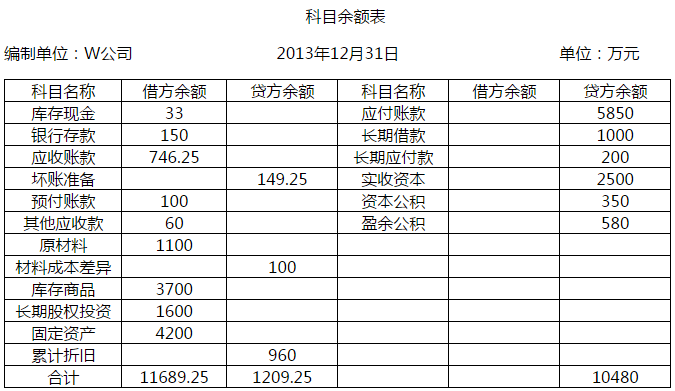 科目余额表
编制单位：W公司 2013年12月31日 单位：万元
科目名称 借方余额 贷方余额 科目名称 借方余额 贷方余额
库存现金 33 应付账款 5850
银行存款 150 长期借款 1000
应收账款 746.25 长期应付款 200
坏账准备 149.25 实收资本 2500
预付账款 100 资本公积 350
其他应收款 60 盈余公积 580
原材料 1100
材料成本差异 100
库存商品 3700
长期股权投资 1600
固定资产 4200
累计折旧 960
合计 11689.25 1209.25 10480